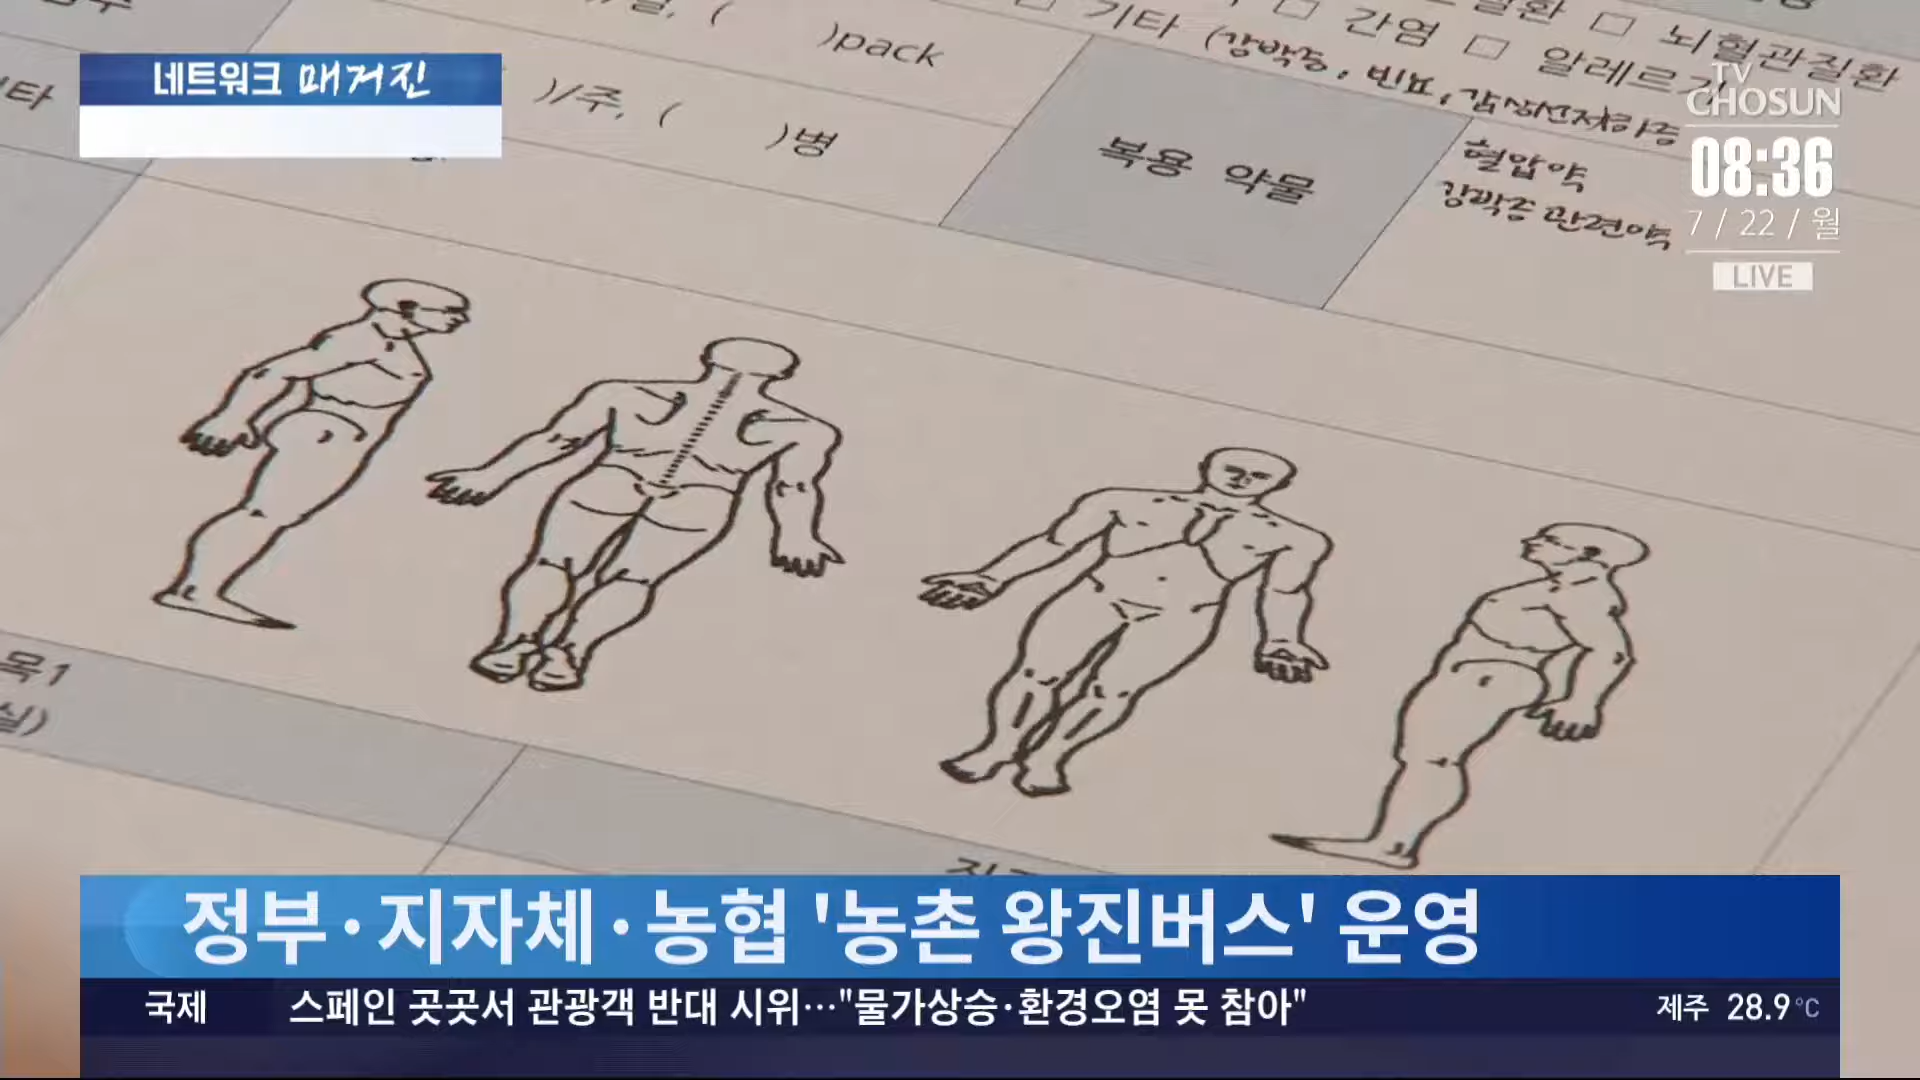 네트워크 매거진
)pack
)/주, (
)병
기타 (강박증, 빈뇨, 갑상선저하증
간염 □ 알레르기
질환 □ 뇌혈관질환
복용 약물
혈압약
강박증 관련약
TV
CHOSUN
08:36
7 / 22 / 월
LIVE
목1
정부·지자체·농협 '농촌 왕진버스' 운영
국제 스페인 곳곳서 관광객 반대 시위…"물가상승·환경오염 못 참아"
제주 28.9℃